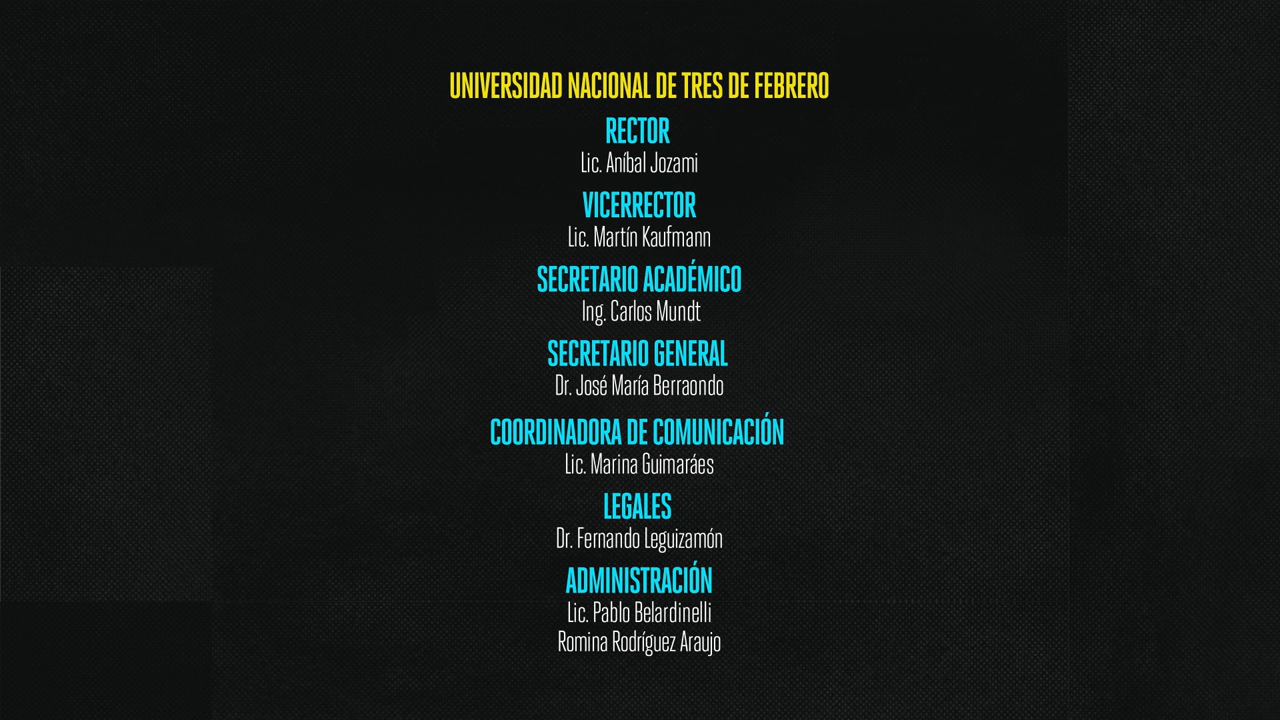 UNIVERSIDAD NACIONAL DE TRES DE FEBRERO
RECTOR
Lic. Aníbal Jozami
VICERRECTOR
Lic. Martín Kaufmann
SECRETARIO ACADÉMICO
Ing. Carlos Mundt
SECRETARIO GENERAL
Dr. José María Berraondo
COORDINADORA DE COMUNICACIÓN
Lic. Marina Guimaráes
LEGALES
Dr. Fernando Leguizamón
ADMINISTRACIÓN
Lic. Pablo Belardinelli
Romina Rodríguez Araujo